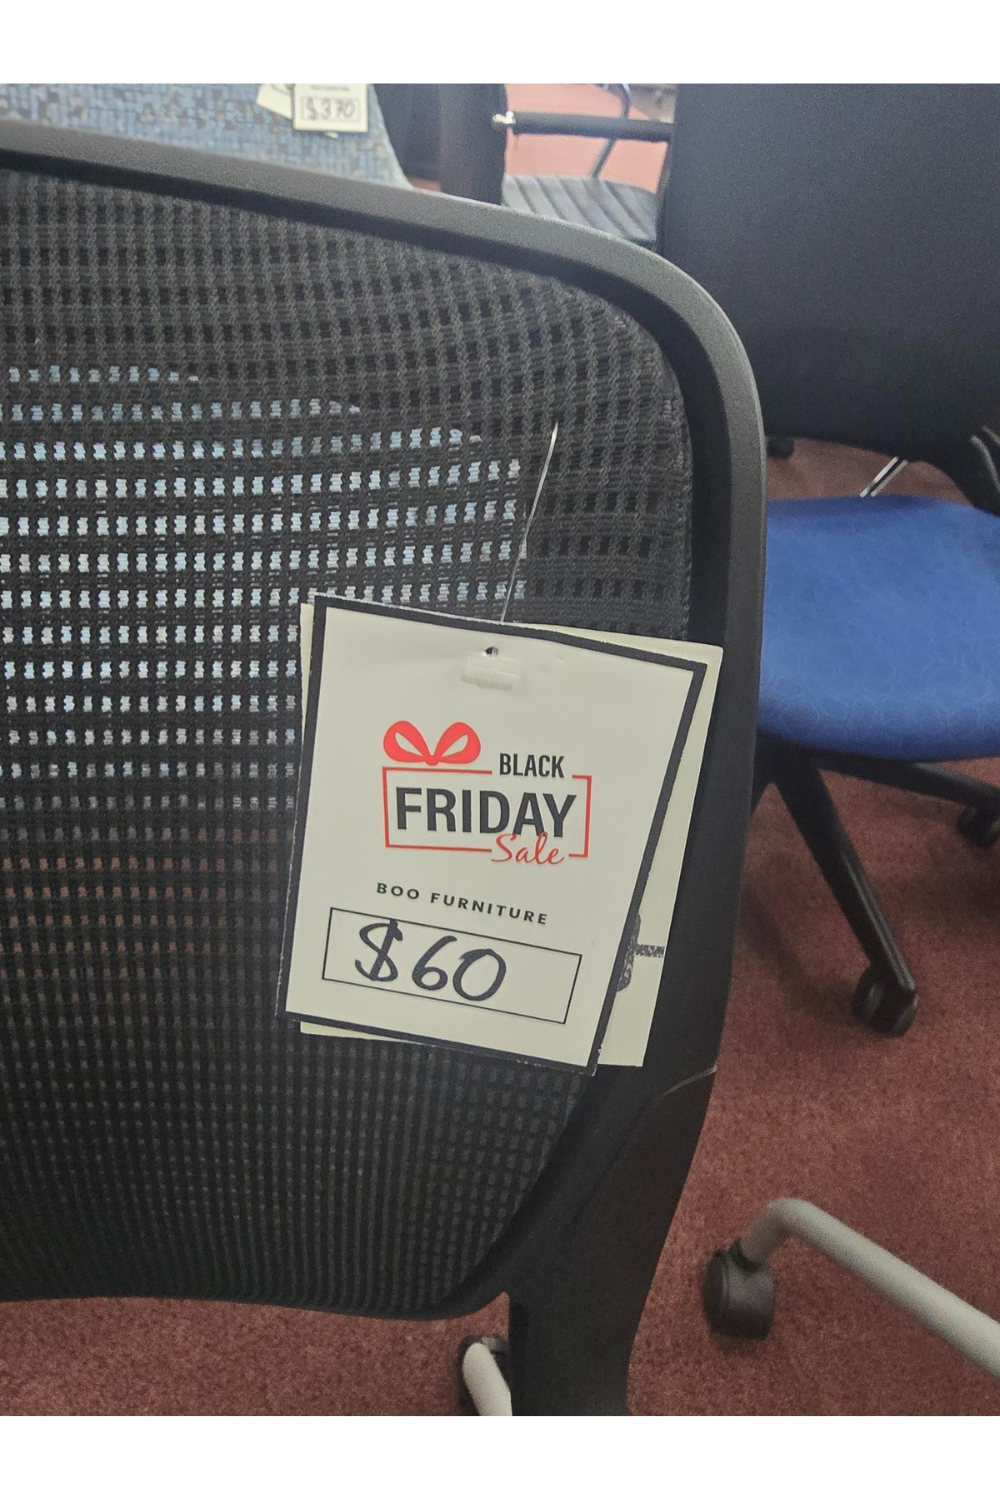 $370
BLACK
FRIDAY
Sale
BOO FURNITURE
$60